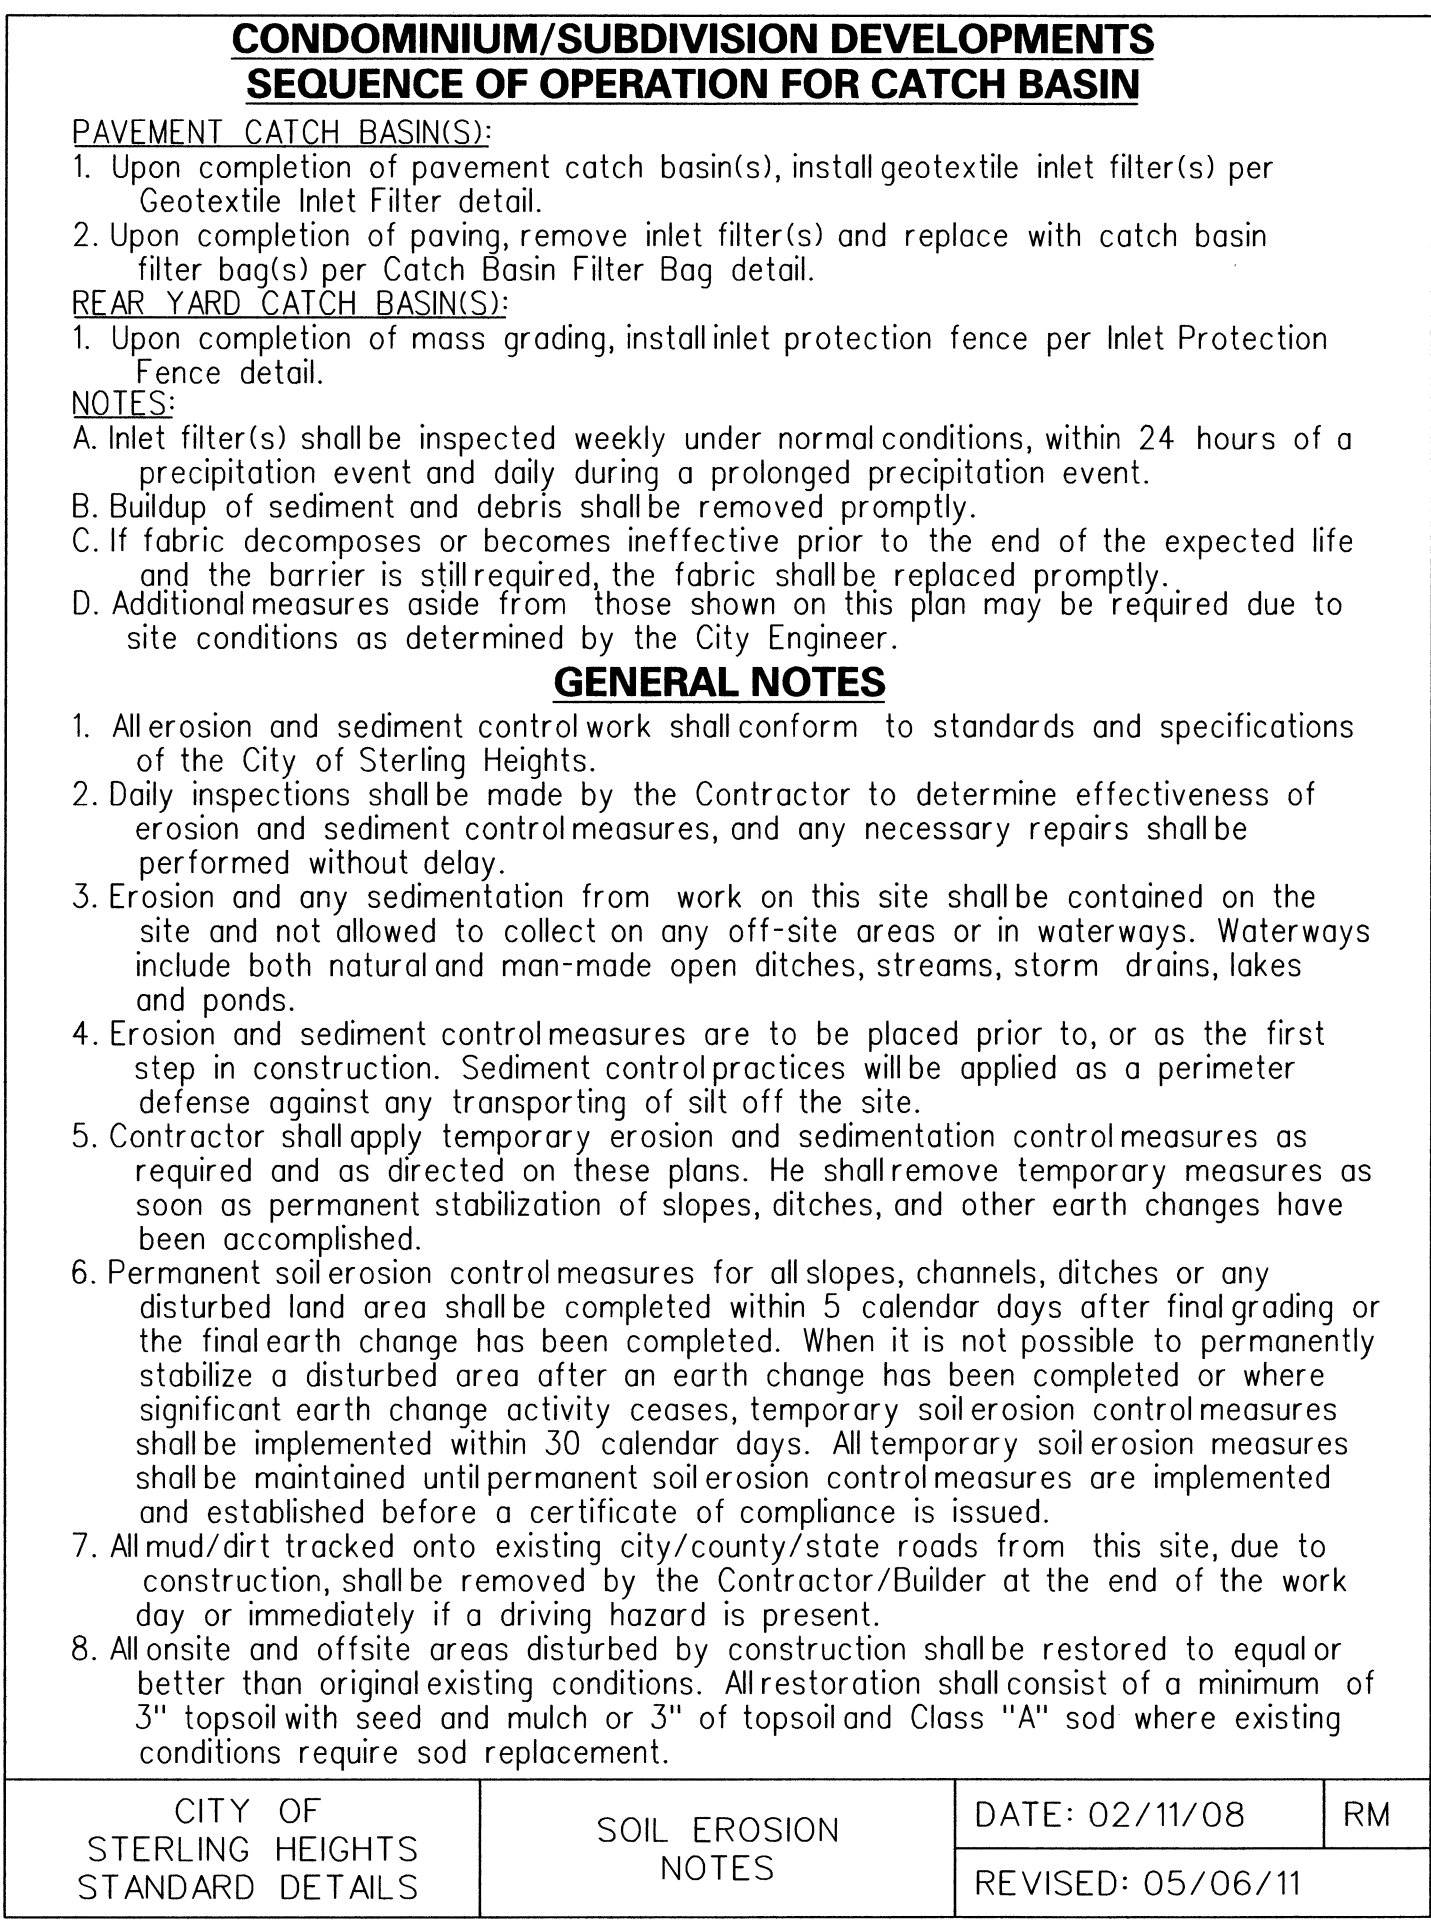 CONDOMINIUM/SUBDIVISION DEVELOPMENTS
SEQUENCE OF OPERATION FOR CATCH BASIN
PAVEMENT CATCH BASIN(S):
1. Upon completion of pavement catch basin(s), install geotextile inlet filter(s) per
Geotextile Inlet Filter detail.
2. Upon completion of paving, remove inlet filter(s) and replace with catch basin
filter bag(s) per Catch Basin Filter Bag detail.
REAR YARD CATCH BASIN(S):
1. Upon completion of mass grading, install inlet protection fence per Inlet Protection
Fence detail.
NOTES:
A. Inlet filter(s) shall be inspected weekly under normal conditions, within 24 hours of a
precipitation event and daily during a prolonged precipitation event.
B. Buildup of sediment and debris shall be removed promptly.
C. If fabric decomposes or becomes ineffective prior to the end of the expected life
and the barrier is still required, the fabric shall be replaced promptly.
D. Additional measures aside from those shown on this plan may be required due to
site conditions as determined by the City Engineer.
GENERAL NOTES
1. All erosion and sediment control work shall conform to standards and specifications
of the City of Sterling Heights.
2. Daily inspections shall be made by the Contractor to determine effectiveness of
erosion and sediment control measures, and any necessary repairs shall be
performed without delay.
3. Erosion and any sedimentation from work on this site shall be contained on the
site and not allowed to collect on any off-site areas or in waterways. Waterways
include both natural and man-made open ditches, streams, storm drains, lakes
and ponds.
4. Erosion and sediment control measures are to be placed prior to, or as the first
step in construction. Sediment control practices will be applied as a perimeter
defense against any transporting of silt off the site.
5. Contractor shall apply temporary erosion and sedimentation control measures as
required and as directed on these plans. He shall remove temporary measures as
soon as permanent stabilization of slopes, ditches, and other earth changes have
been accomplished.
6. Permanent soil erosion control measures for all slopes, channels, ditches or any
disturbed land area shall be completed within 5 calendar days after final grading or
the final earth change has been completed. When it is not possible to permanently
stabilize a disturbed area after an earth change has been completed or where
significant earth change activity ceases, temporary soil erosion control measures
shall be implemented within 30 calendar days. All temporary soil erosion measures
shall be maintained until permanent soil erosion control measures are implemented
and established before a certificate of compliance is issued.
7. All mud/dirt tracked onto existing city/county/state roads from this site, due to
construction, shall be removed by the Contractor/Builder at the end of the work
day or immediately if a driving hazard is present.
8. All onsite and offsite areas disturbed by construction shall be restored to equal or
better than original existing conditions. All restoration shall consist of a minimum of
3" topsoil with seed and mulch or 3" of topsoil and Class "A" sod where existing
conditions require sod replacement.
CITY OF
STERLING HEIGHTS
STANDARD DETAILS
SOIL EROSION
NOTES
DATE: 02/11/08
RM
REVISED: 05/06/11